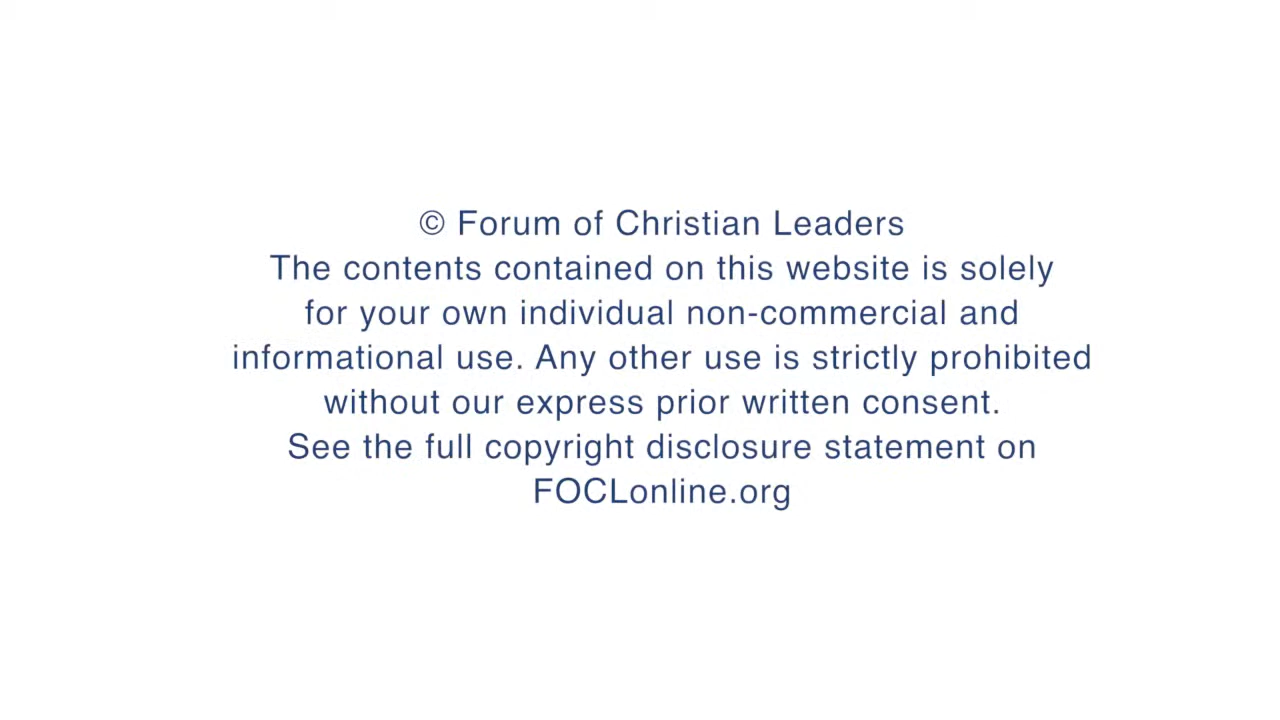 © Forum of Christian Leaders
The contents contained on this website is solely
for your own individual non-commercial and
informational use. Any other use is strictly prohibited
without our express prior written consent.
See the full copyright disclosure statement on
FOCLonline.org